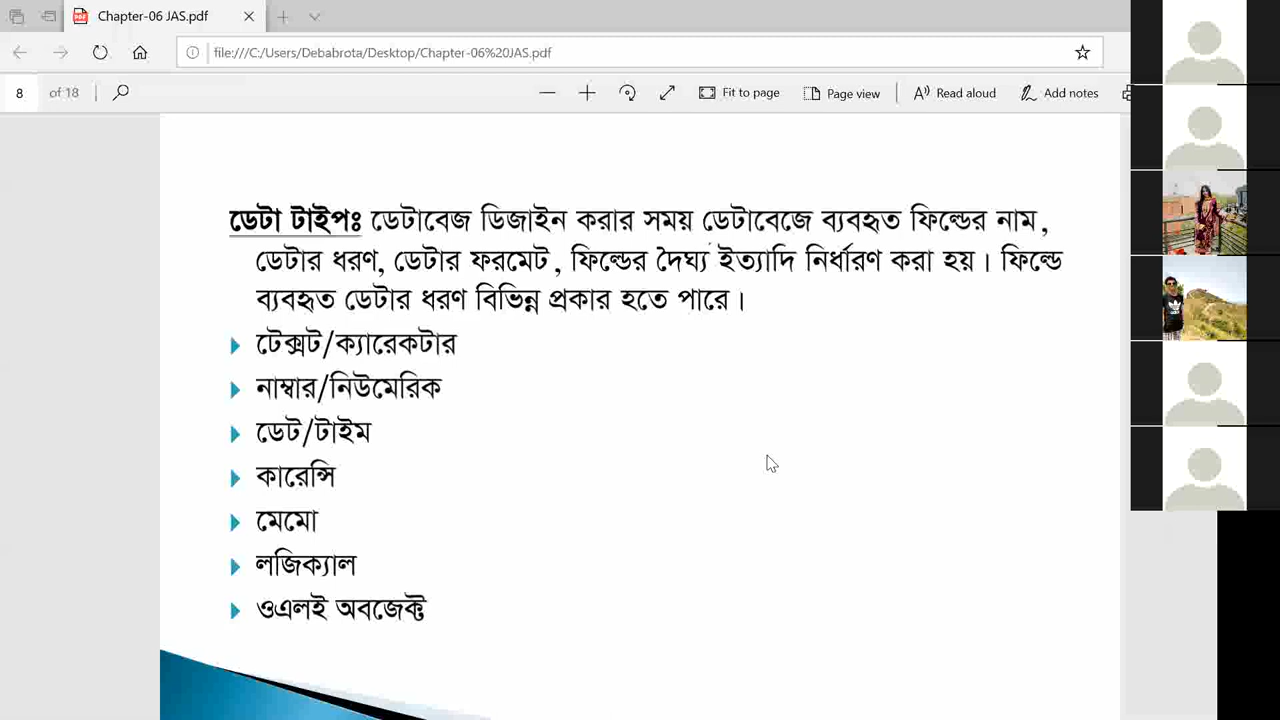 Chapter-06 JAS.pdf
file:///C:/Users/Debabrota/Desktop/Chapter-06%20JAS.pdf
8 of 18 Fit to page Page view Read aloud Add notes
ডেটা টাইপঃ ডেটাবেজ ডিজাইন করার সময় ডেটাবেজে ব্যবহৃত ফিল্ডের নাম,
ডেটার ধরণ, ডেটার ফরমেট, ফিল্ডের দৈঘ্য ইত্যাদি নির্ধারণ করা হয়। ফিল্ডে
ব্যবহৃত ডেটার ধরণ বিভিন্ন প্রকার হতে পারে।
টেক্সট/ক্যারেকটার
নাম্বার/নিউমেরিক
ডেট/টাইম
কারেন্সি
মেমো
লজিক্যাল
ওএলই অবজেক্ট